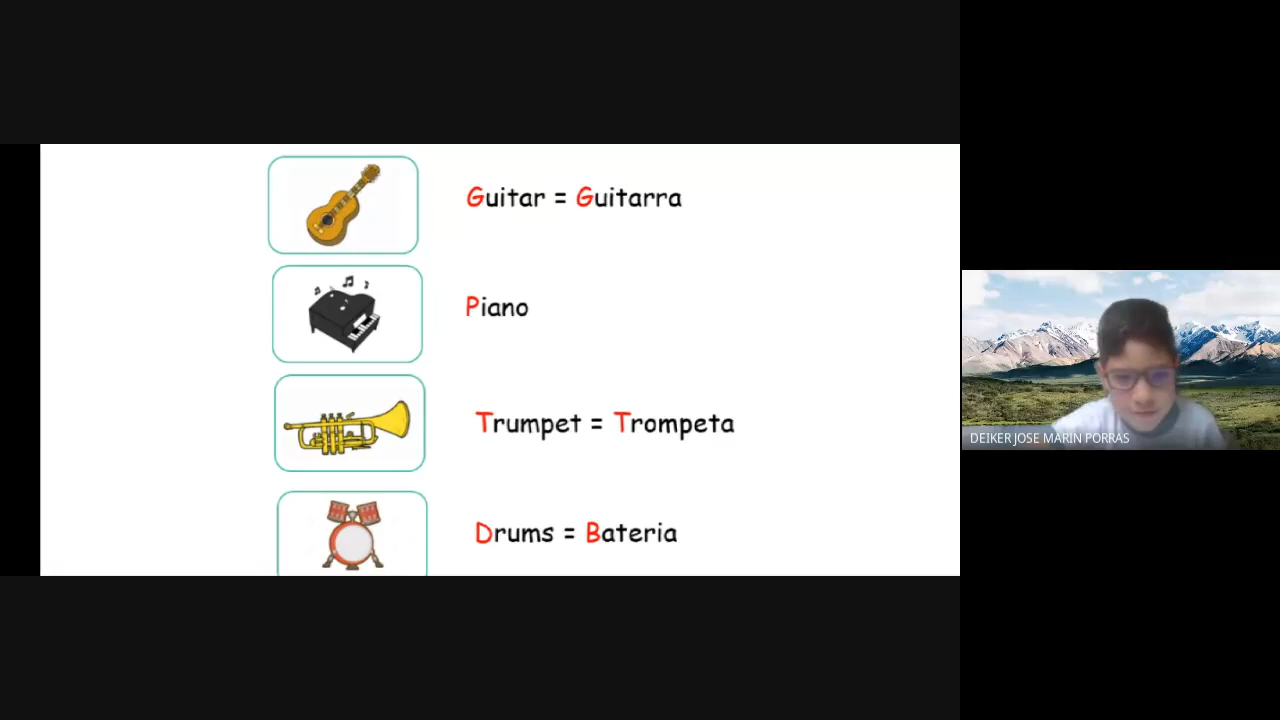 Guitar = Guitarra
Piano
Trumpet = Trompeta
Drums = Bateria
DEIKER JOSE MARIN PORRAS